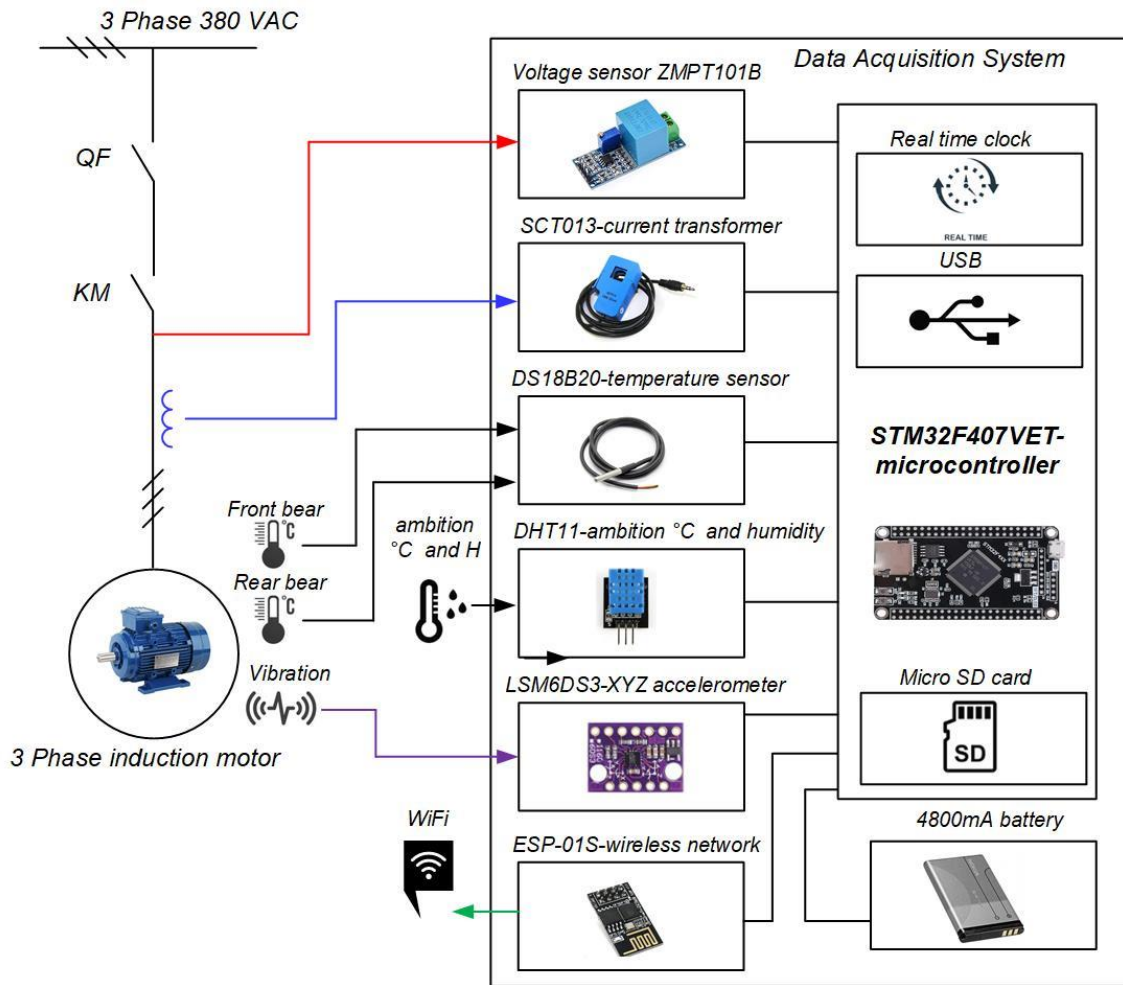 3 Phase 380 VAC
QF
KM
Front bear
°C
Rear bear
°C
Vibration
3 Phase induction motor
ambition
°C and H
WiFi
Data Acquisition System
Voltage sensor ZMPT101B
SCT013-current transformer
DS18B20-temperature sensor
DHT11-ambition °C and humidity
LSM6DS3-XYZ accelerometer
ESP-01S-wireless network
Real time clock
REAL TIME
USB
STM32F407VET-
microcontroller
Micro SD card
SD
4800mA battery